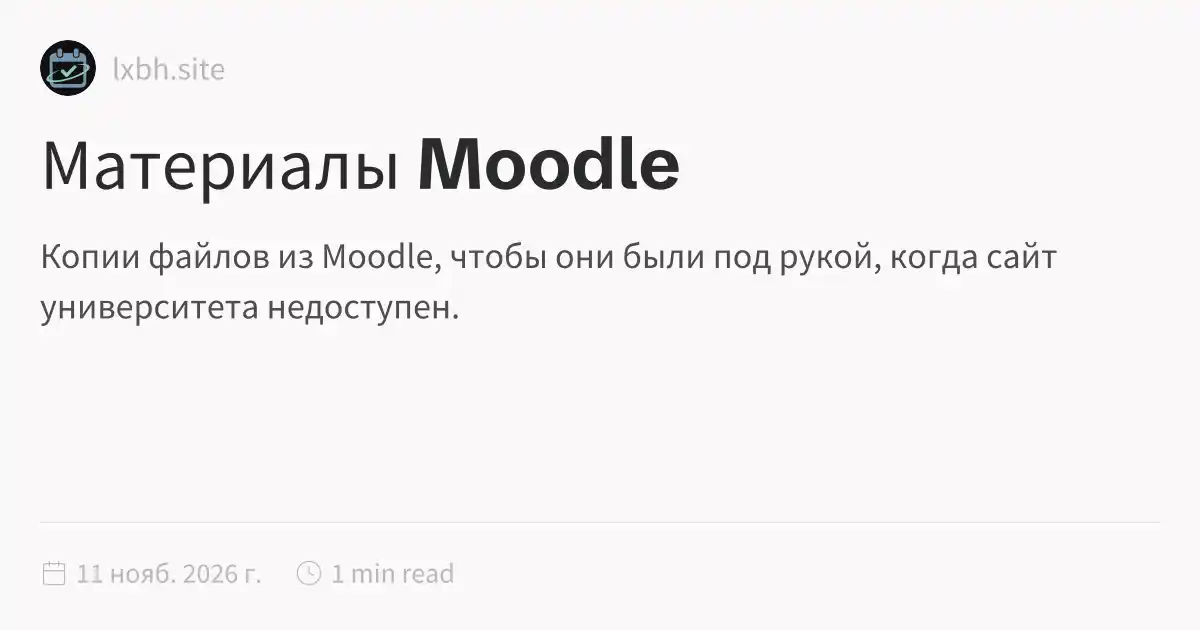 lxbh.site
Материалы Moodle
Копии файлов из Moodle, чтобы они были под рукой, когда сайт
университета недоступен.
11 нояб. 2026 г. 1 min read